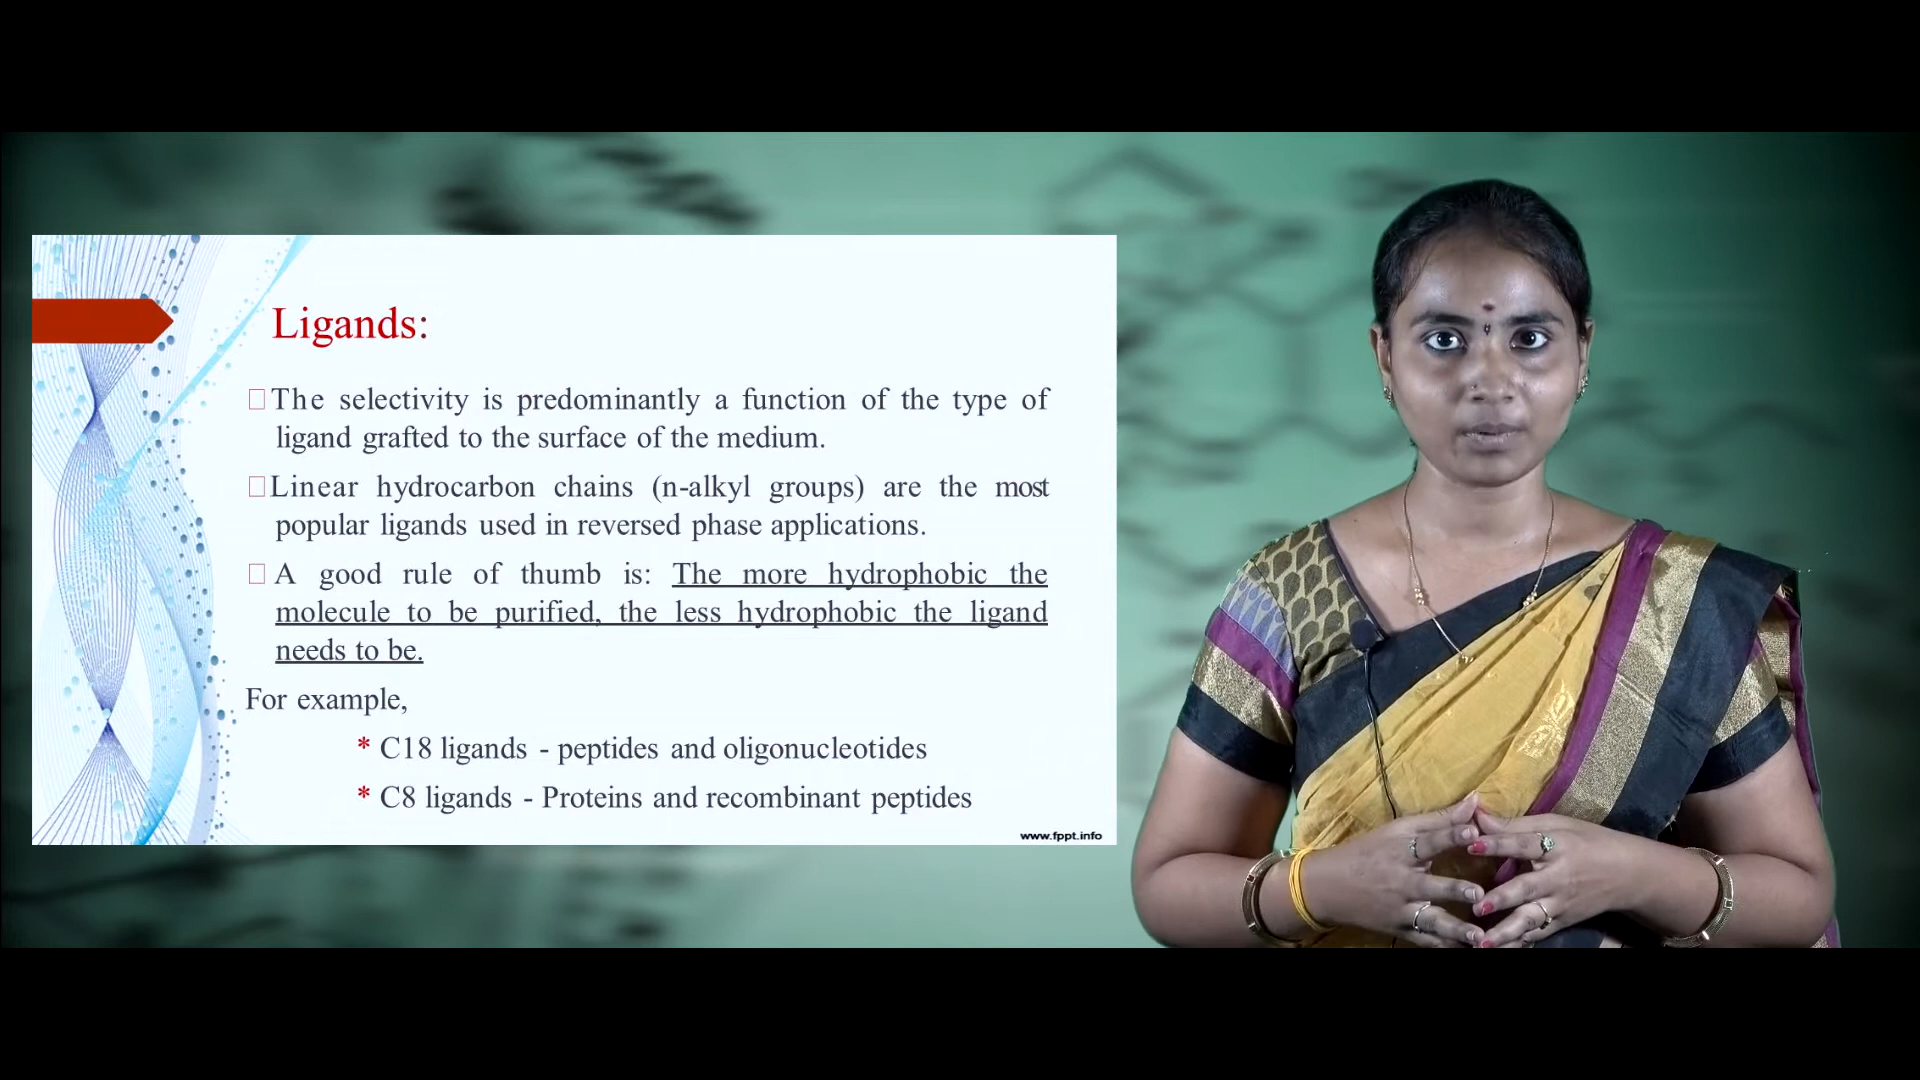 Ligands:
The selectivity is predominantly a function of the type of
ligand grafted to the surface of the medium.
Linear hydrocarbon chains (n-alkyl groups) are the most
popular ligands used in reversed phase applications.
A good rule of thumb is: The more hydrophobic the
molecule to be purified, the less hydrophobic the ligand
needs to be.
For example,
* C18 ligands - peptides and oligonucleotides
* C8 ligands - Proteins and recombinant peptides
www.fppt.info